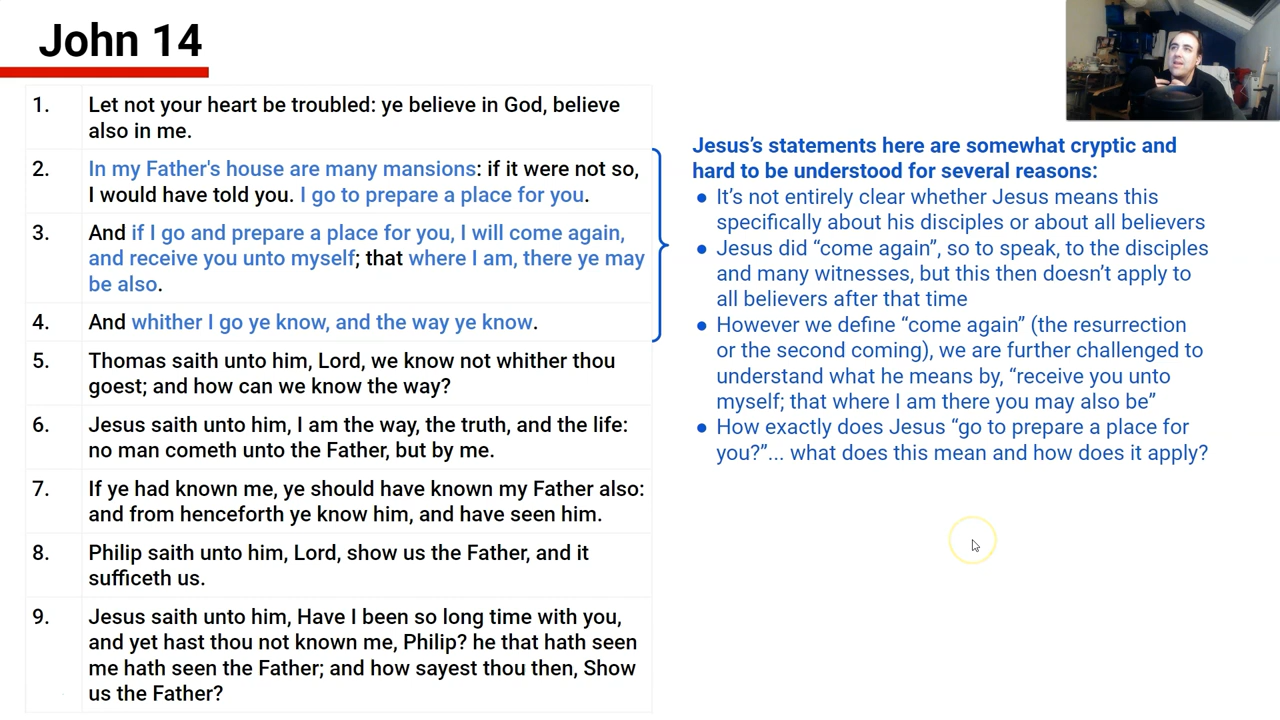 John 14
1. Let not your heart be troubled: ye believe in God, believe
also in me.
2. In my Father's house are many mansions: if it were not so,
I would have told you. I go to prepare a place for you.
3. And if I go and prepare a place for you, I will come again,
and receive you unto myself; that where I am, there ye may
be also.
4. And whither I go ye know, and the way ye know.
5. Thomas saith unto him, Lord, we know not whither thou
goest; and how can we know the way?
6. Jesus saith unto him, I am the way, the truth, and the life:
no man cometh unto the Father, but by me.
7. If ye had known me, ye should have known my Father also:
and from henceforth ye know him, and have seen him.
8. Philip saith unto him, Lord, show us the Father, and it
sufficeth us.
9. Jesus saith unto him, Have I been so long time with you,
and yet hast thou not known me, Philip? he that hath seen
me hath seen the Father; and how sayest thou then, Show
us the Father?
Jesus's statements here are somewhat cryptic and
hard to be understood for several reasons:
● It's not entirely clear whether Jesus means this
specifically about his disciples or about all believers
● Jesus did “come again”, so to speak, to the disciples
and many witnesses, but this then doesn't apply to
all believers after that time
● However we define “come again” (the resurrection
or the second coming), we are further challenged to
understand what he means by, “receive you unto
myself; that where I am there you may also be”
● How exactly does Jesus “go to prepare a place for
you?”... what does this mean and how does it apply?